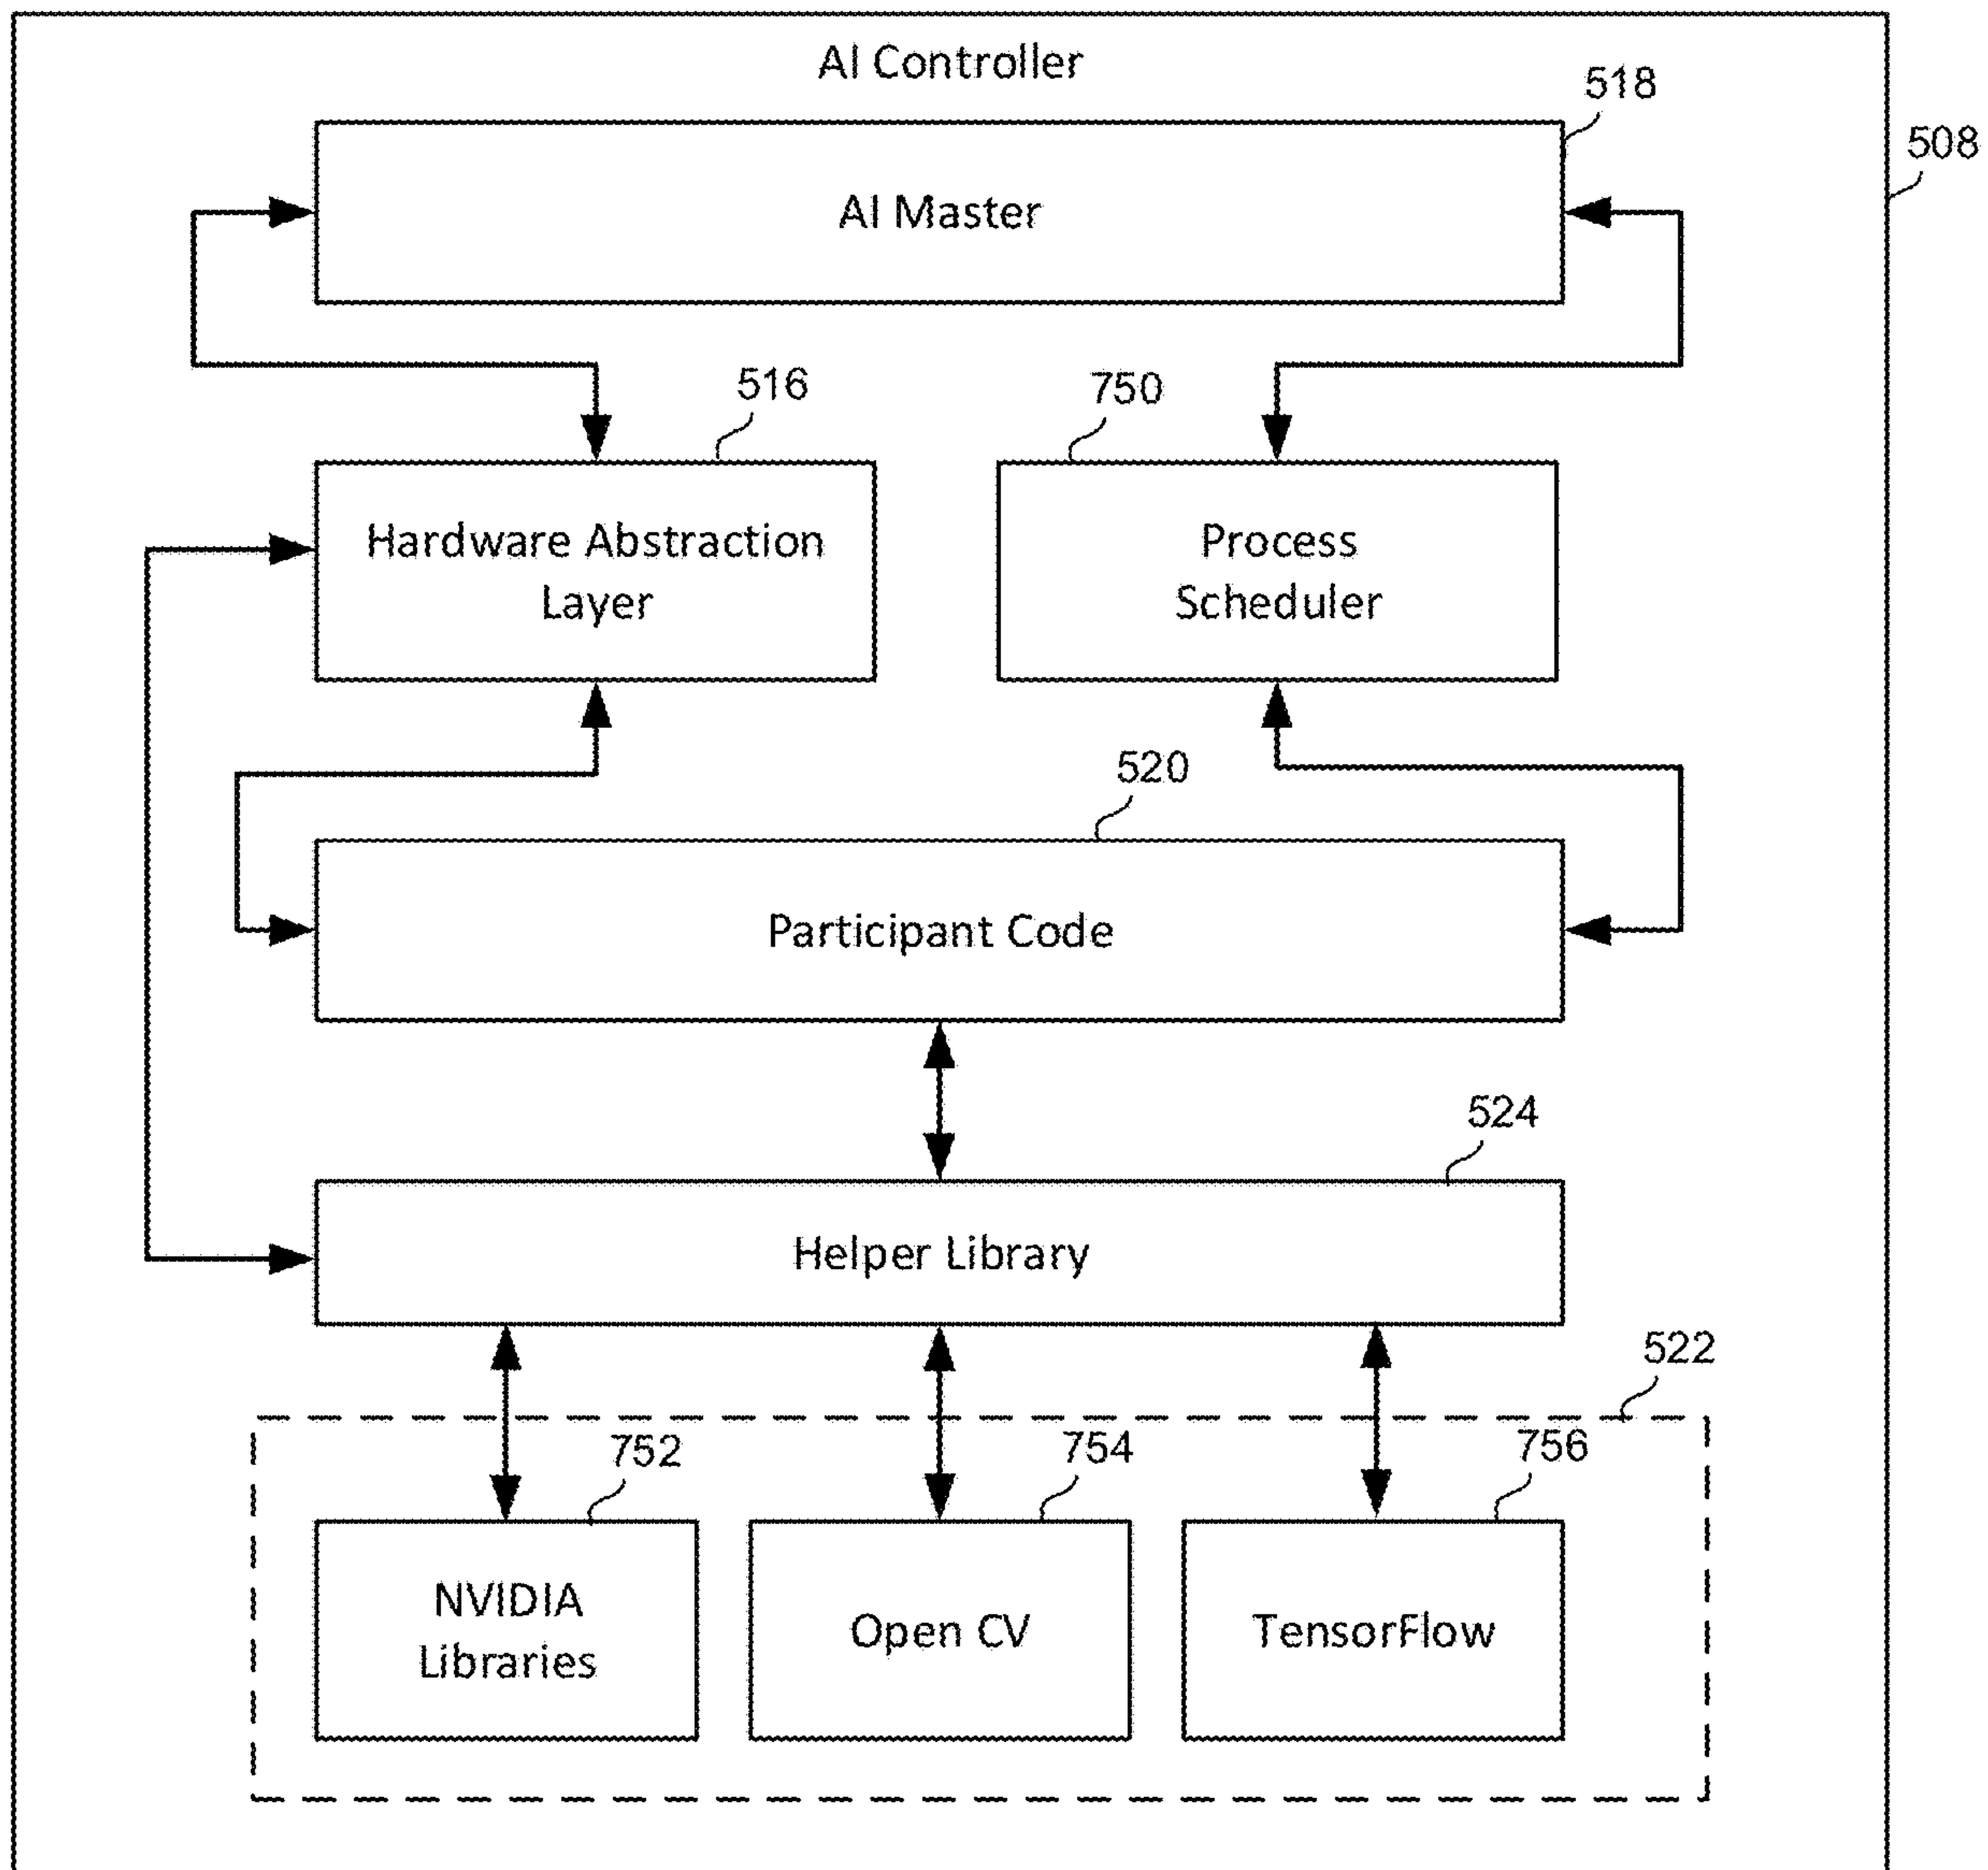 AI Controller
518
508
AI Master
516
750
Hardware Abstraction
Layer
Process
Scheduler
520
Participant Code
524
Helper Library
522
752
754
756
NVIDIA
Libraries
Open CV
TensorFlow